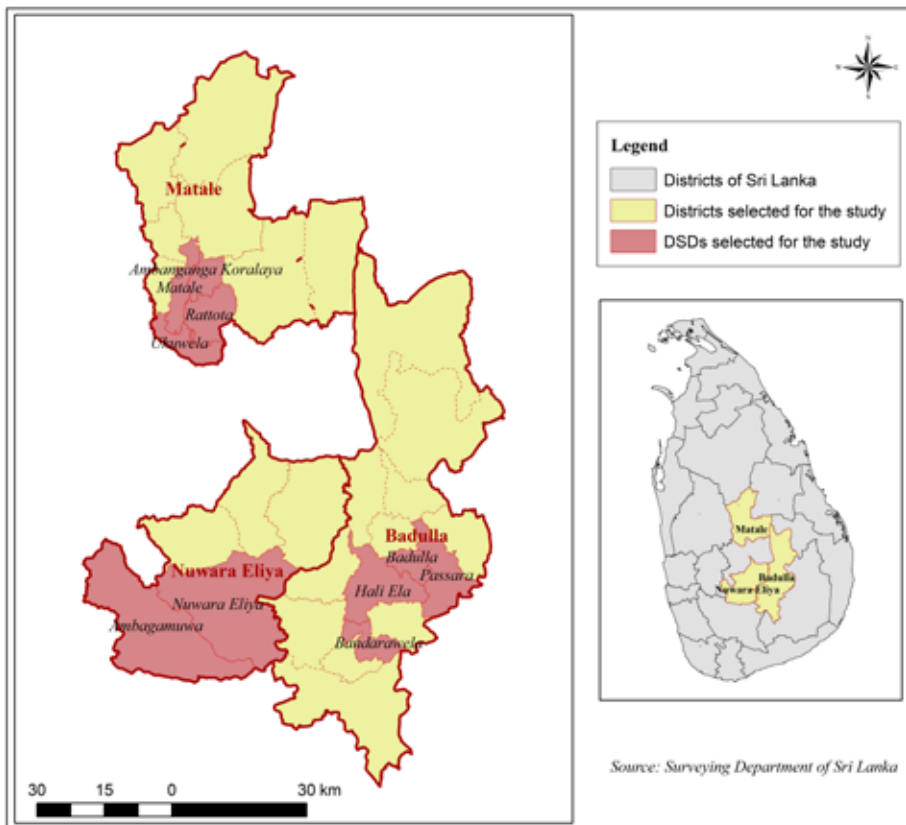 N
W
E
S
Legend
Districts of Sri Lanka
Districts selected for the study
DSDs selected for the study
Matale
Ambanganga Koralaya
Matale
Rattota
Ukuwela
Badulla
Badulla
Passara
Nuwara Eliya
Hali Ela
Nuwara Eliya
Ambagamuwa
Bandarawela
Matale
Badulla
Nuwara Eliya
30 15 0 30 km
Source: Surveying Department of Sri Lanka